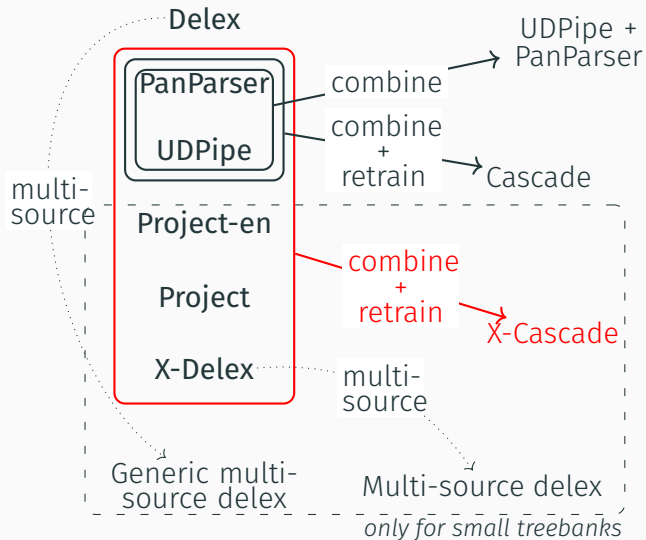 Delex
UDPipe +
PanParser
PanParser
combine
UDPipe
combine
+
retrain
Cascade
multi-
source
Project-en
combine
+
retrain
Project
X-Cascade
X-Delex
multi-
source
Generic multi-
source delex
Multi-source delex
only for small treebanks